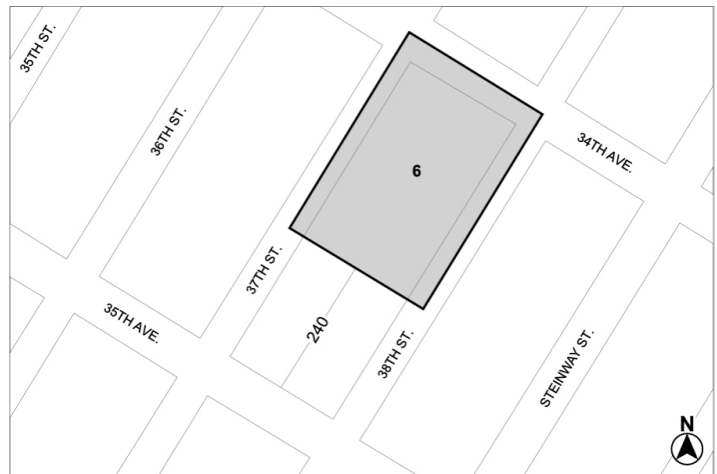 35TH ST.
36TH ST.
34TH AVE.
6
37TH ST.
35TH AVE.
240
38TH ST.
STEINWAY ST.
N